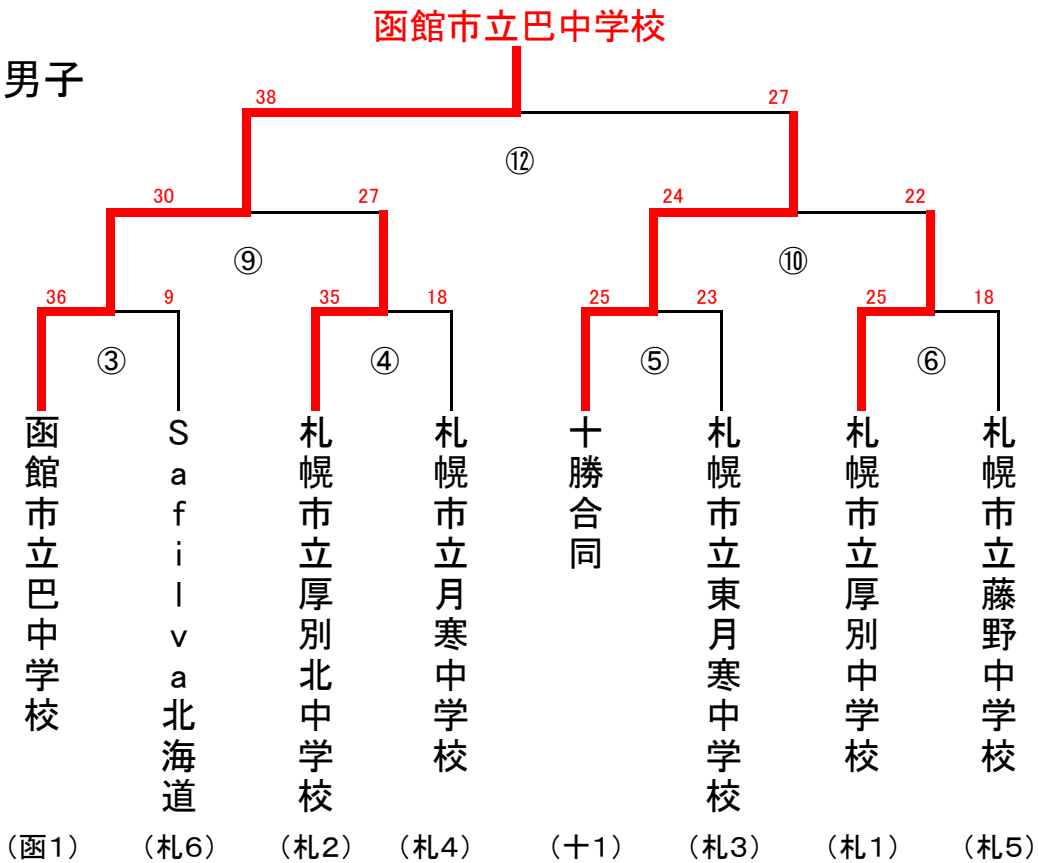 函館市立巴中学校
男子
38
27
⑫
30
27
24
22
⑨
⑩
36
9
35
18
25
23
25
18
③
④
⑤
⑥
函館市立巴中学校
Safilva北海道
札幌市立厚別北中学校
札幌市立月寒中学校
十勝合同
札幌市立東月寒中学校
札幌市立厚別中学校
札幌市立藤野中学校
（函1）
（札6）
（札2）
（札4）
（十1）
（札3）
（札1）
（札5）